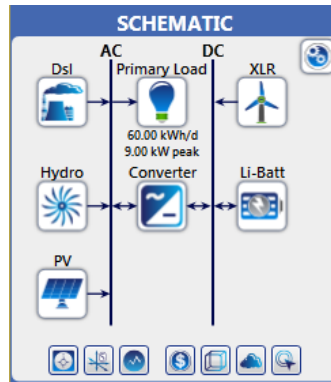 SCHEMATIC
AC DC
Dsl Primary Load XLR
60.00 kWh/d
9.00 kW peak
Hydro Converter Li-Batt
PV